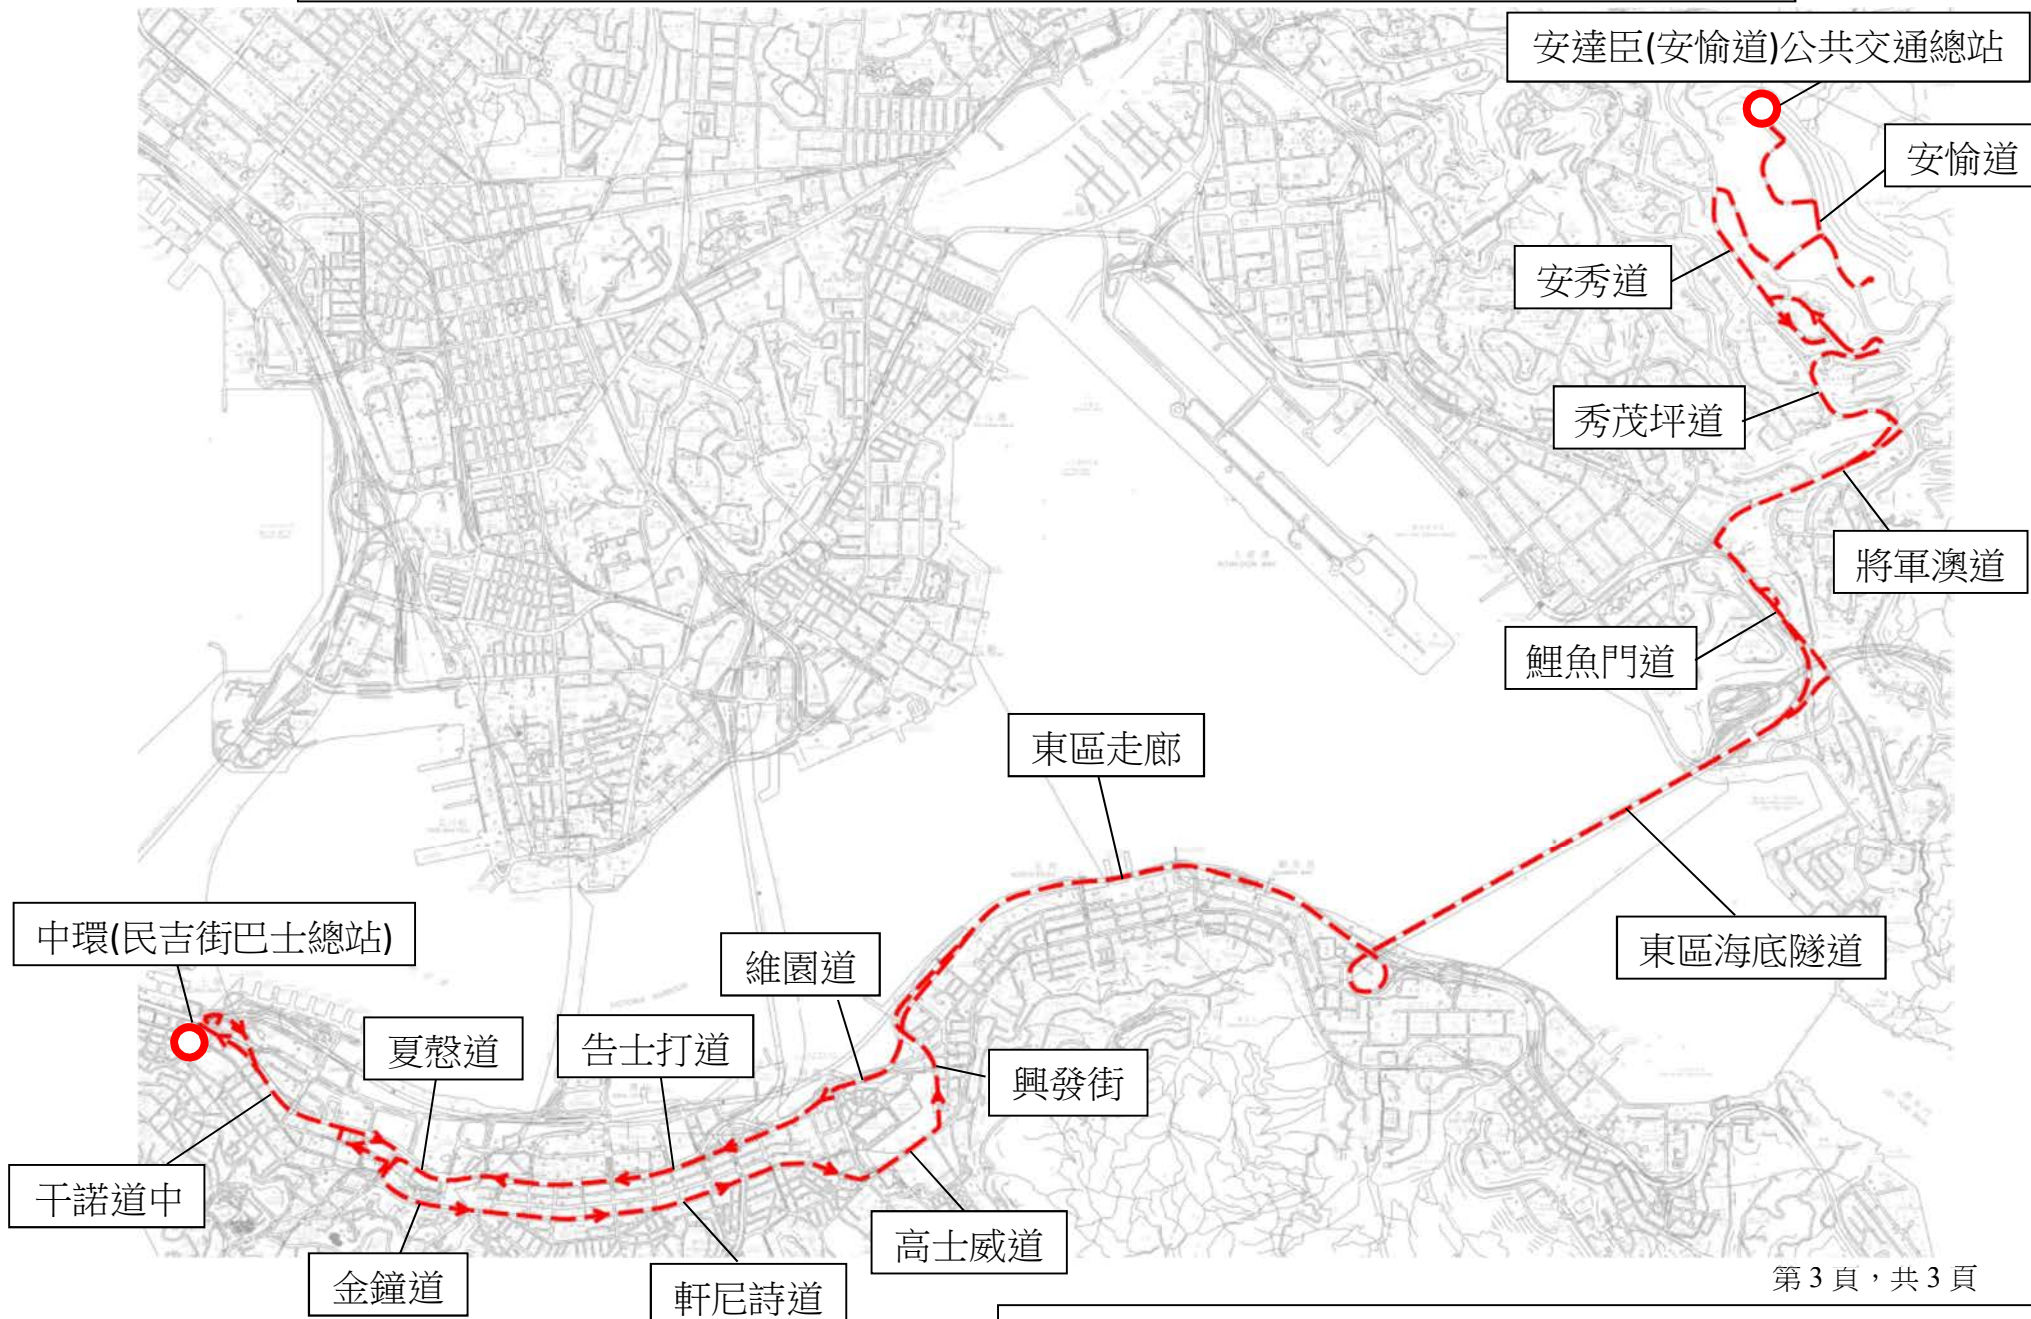 安達臣(安愉道)公共交通總站
安愉道
安秀道
秀茂坪道
將軍澳道
鯉魚門道
東區走廊
中環(民吉街巴士總站)
維園道
東區海底隧道
夏慤道
告士打道
興發街
干諾道中
高士威道
金鐘道
軒尼詩道
第 3 頁，共 3 頁